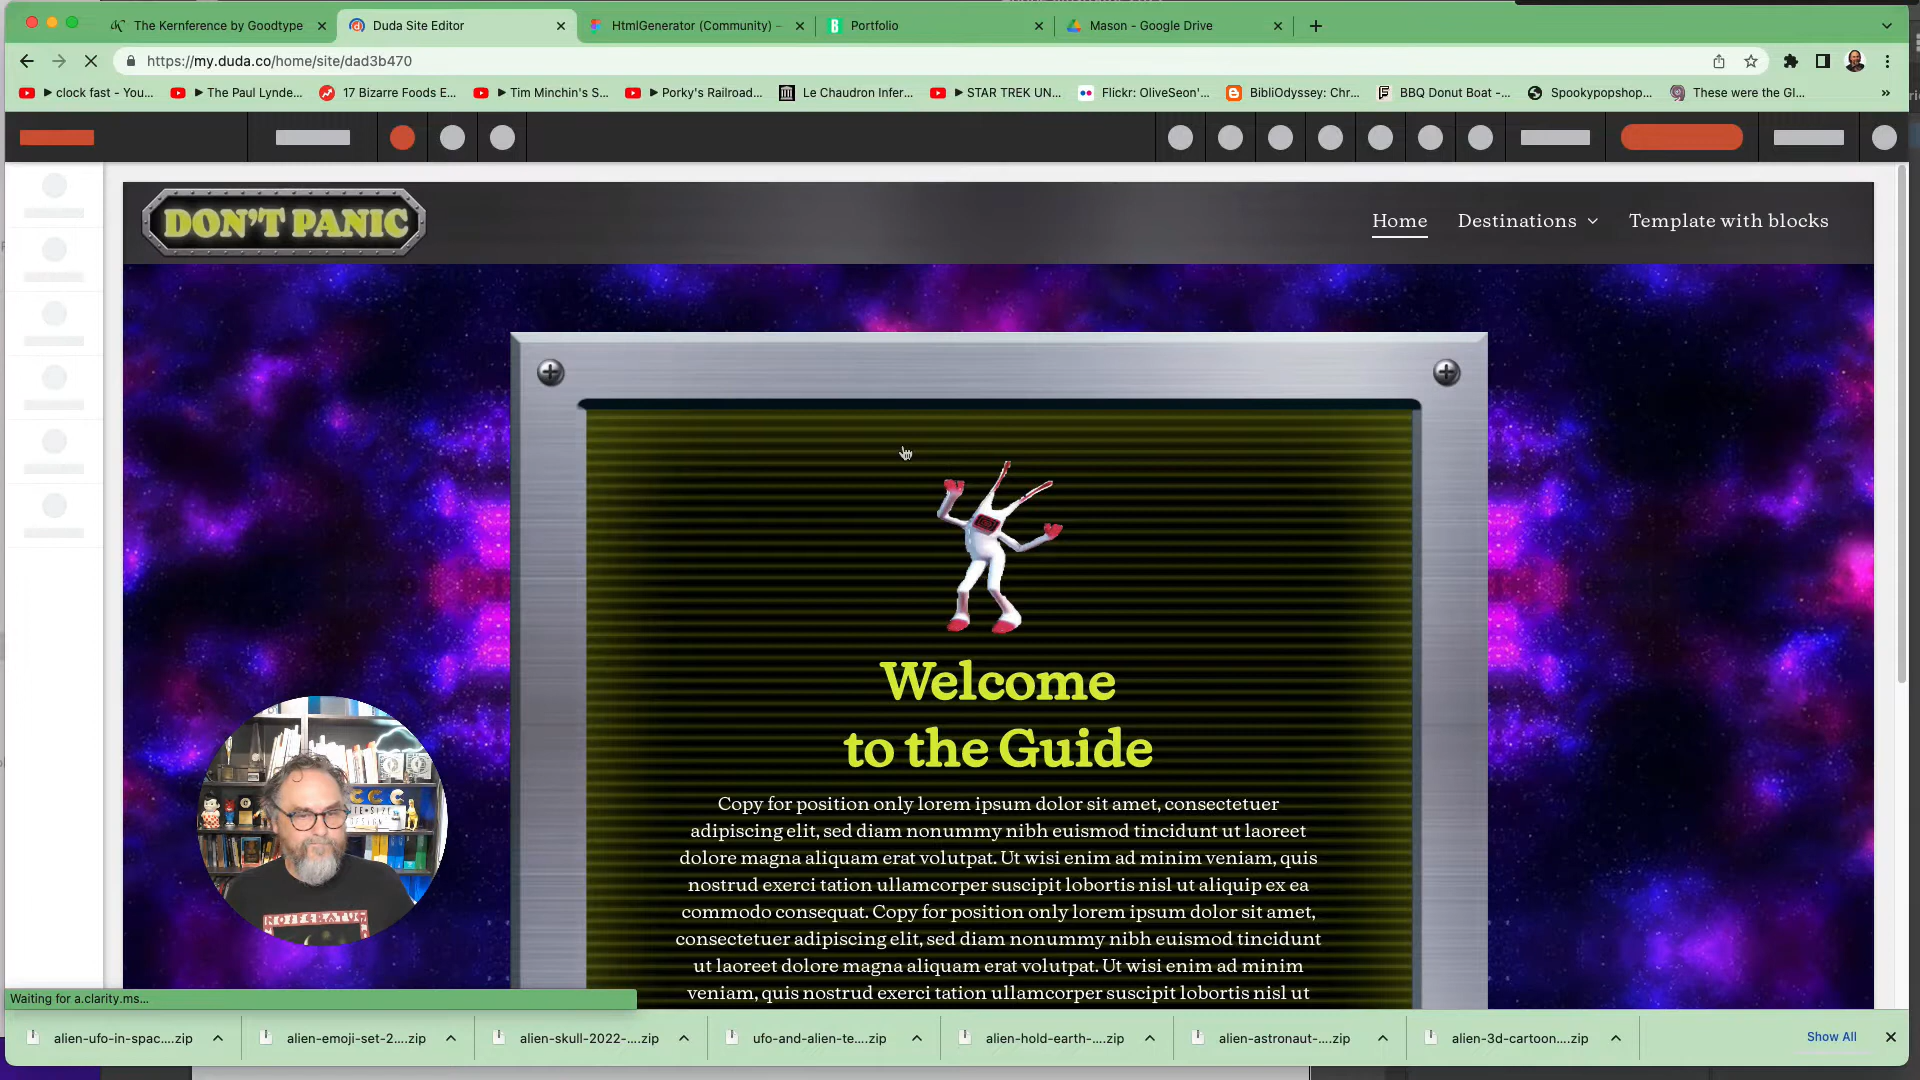 The Kernference by Goodtype
Duda Site Editor
HtmlGenerator (Community) –
Portfolio
Mason - Google Drive
https://my.duda.co/home/site/dad3b470
clock fast - You...
The Paul Lynde...
17 Bizarre Foods E...
Tim Minchin's S...
Porky's Railroad...
Le Chaudron Infer...
STAR TREK UN...
Flickr: OliveSeon'...
BibliOdyssey: Chr...
BBQ Donut Boat -...
Spookypopshop...
These were the Gl...
DON'T PANIC
Home
Destinations
Template with blocks
Welcome
to the Guide
Copy for position only lorem ipsum dolor sit amet, consectetuer
adipiscing elit, sed diam nonummy nibh euismod tincidunt ut laoreet
dolore magna aliquam erat volutpat. Ut wisi enim ad minim veniam, quis
nostrud exerci tation ullamcorper suscipit lobortis nisl ut aliquip ex ea
commodo consequat. Copy for position only lorem ipsum dolor sit amet,
consectetuer adipiscing elit, sed diam nonummy nibh euismod tincidunt
ut laoreet dolore magna aliquam erat volutpat. Ut wisi enim ad minim
veniam, quis nostrud exerci tation ullamcorper suscipit lobortis nisl ut
NOSFERATU
Waiting for a.clarity.ms...
alien-ufo-in-spac....zip
alien-emoji-set-2....zip
alien-skull-2022-....zip
ufo-and-alien-te....zip
alien-hold-earth-....zip
alien-astronaut-....zip
alien-3d-cartoon....zip
Show All